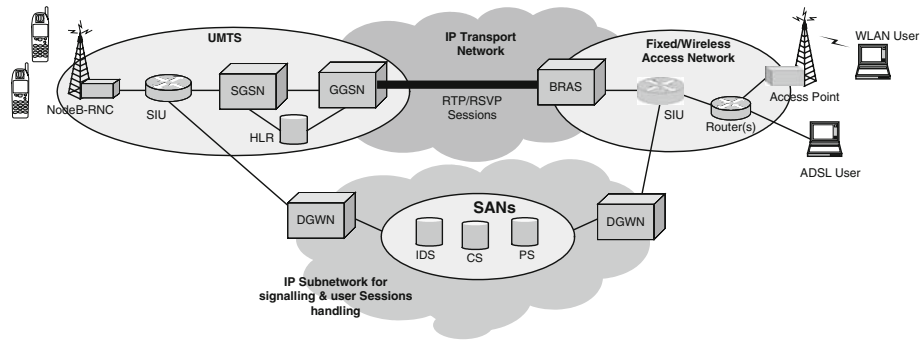 UMTS
IP Transport
Network
Fixed/Wireless
Access Network
WLAN User
NodeB-RNC
SIU
SGSN
GGSN
HLR
RTP/RSVP
Sessions
BRAS
SIU
Router(s)
Access Point
ADSL User
DGWN
SANs
IDS
CS
PS
DGWN
IP Subnetwork for
signalling & user Sessions
handling